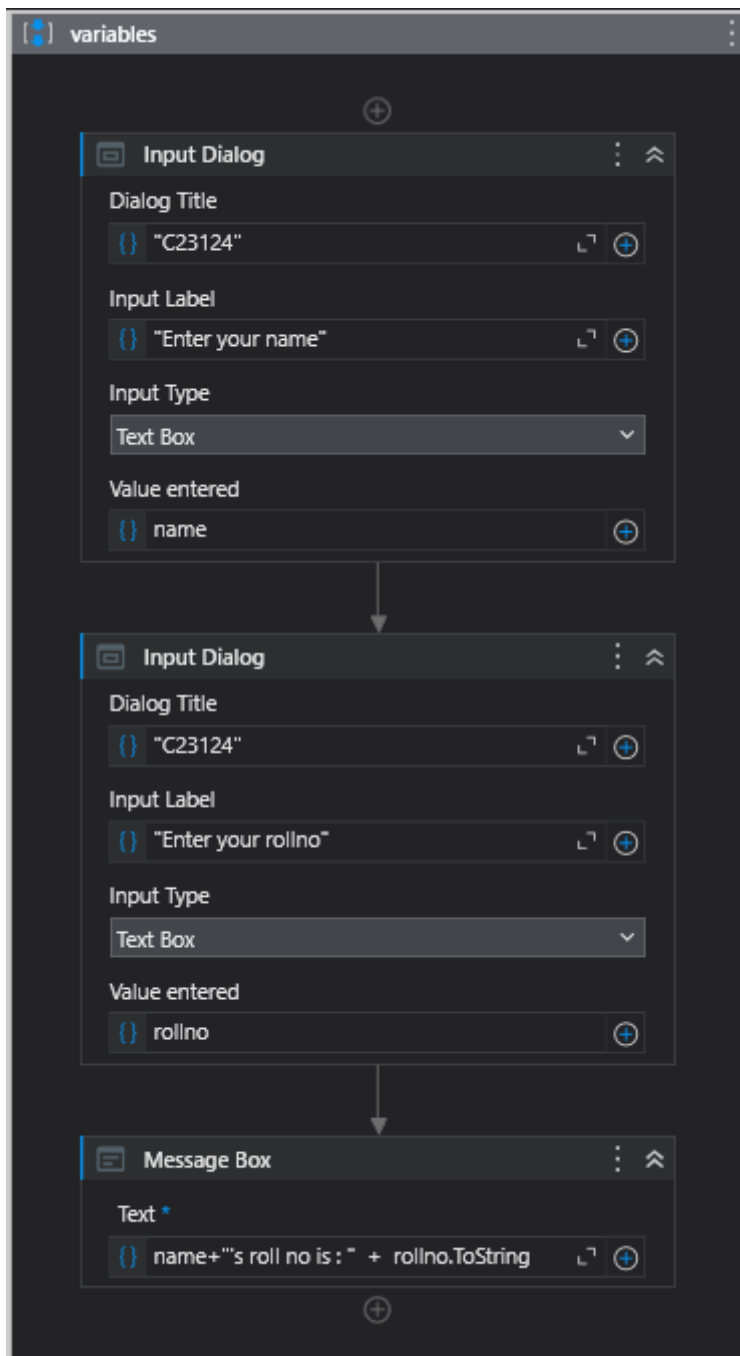 variables
Input Dialog
Dialog Title
"C23124"
Input Label
"Enter your name"
Input Type
Text Box
Value entered
name
Input Dialog
Dialog Title
"C23124"
Input Label
"Enter your rollno"
Input Type
Text Box
Value entered
rollno
Message Box
Text *
name+"'s roll no is : " + rollno.ToString